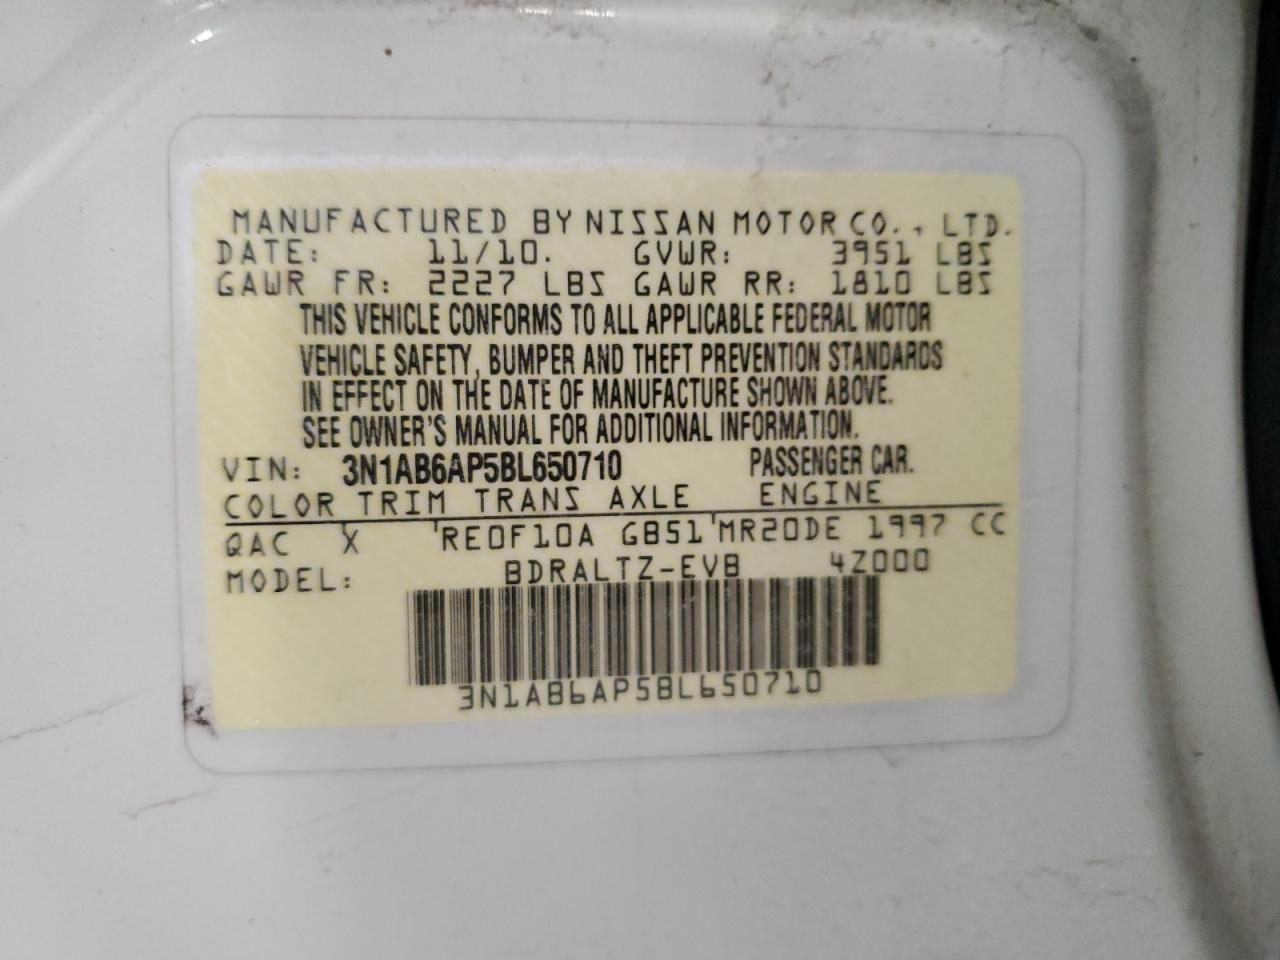 MANUFACTURED BY NISSAN MOTOR CO., LTD.
DATE: 11/10. GVWR: 3951 LBS
GAWR FR: 2227 LBS GAWR RR: 1810 LBS
THIS VEHICLE CONFORMS TO ALL APPLICABLE FEDERAL MOTOR
VEHICLE SAFETY, BUMPER AND THEFT PREVENTION STANDARDS
IN EFFECT ON THE DATE OF MANUFACTURE SHOWN ABOVE.
SEE OWNER'S MANUAL FOR ADDITIONAL INFORMATION.
VIN: 3N1AB6AP5BL650710 PASSENGER CAR.
COLOR TRIM TRANS AXLE ENGINE
QAC X RE0F10A GB51 MR20DE 1997 CC
MODEL: BDRALTZ-EVB 4Z000
3N1AB6AP5BL650710